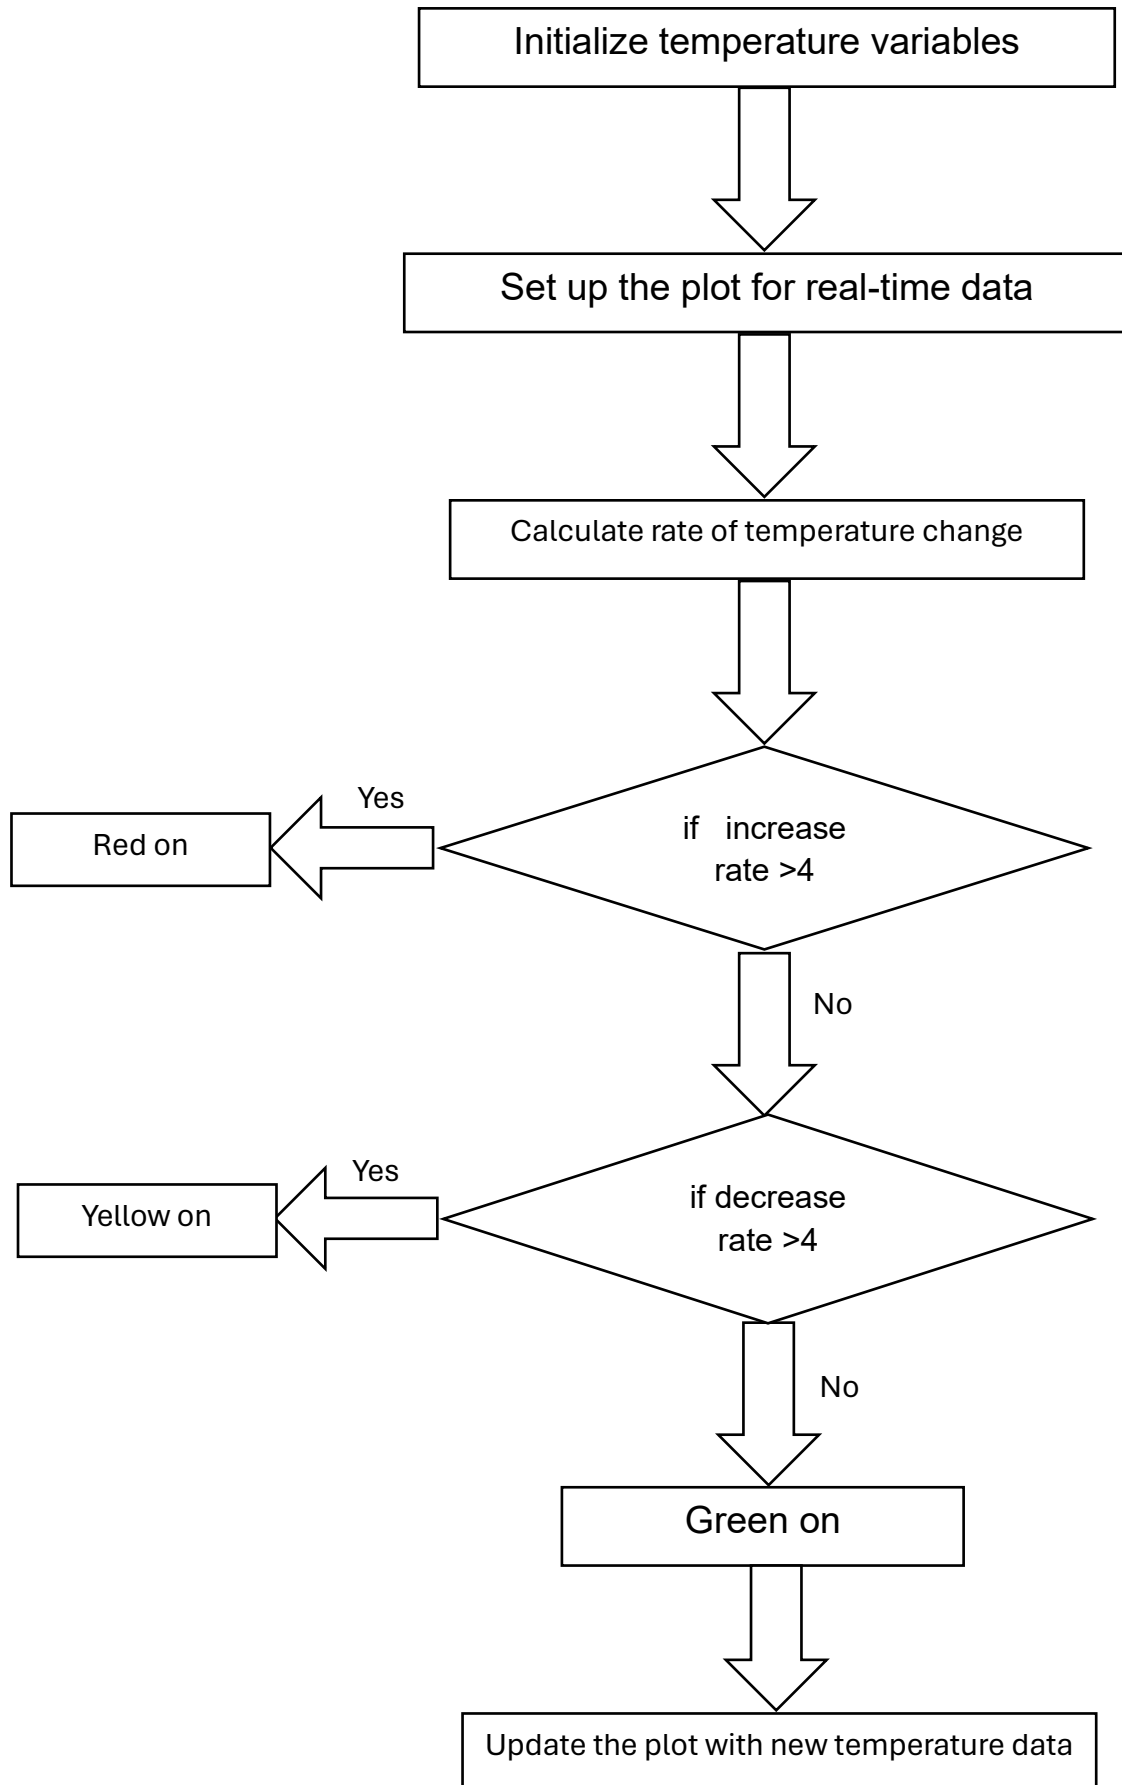 Initialize temperature variables
Set up the plot for real-time data
Calculate rate of temperature change
Yes
Red on
if increase
rate >4
No
Yes
Yellow on
if decrease
rate >4
No
Green on
Update the plot with new temperature data